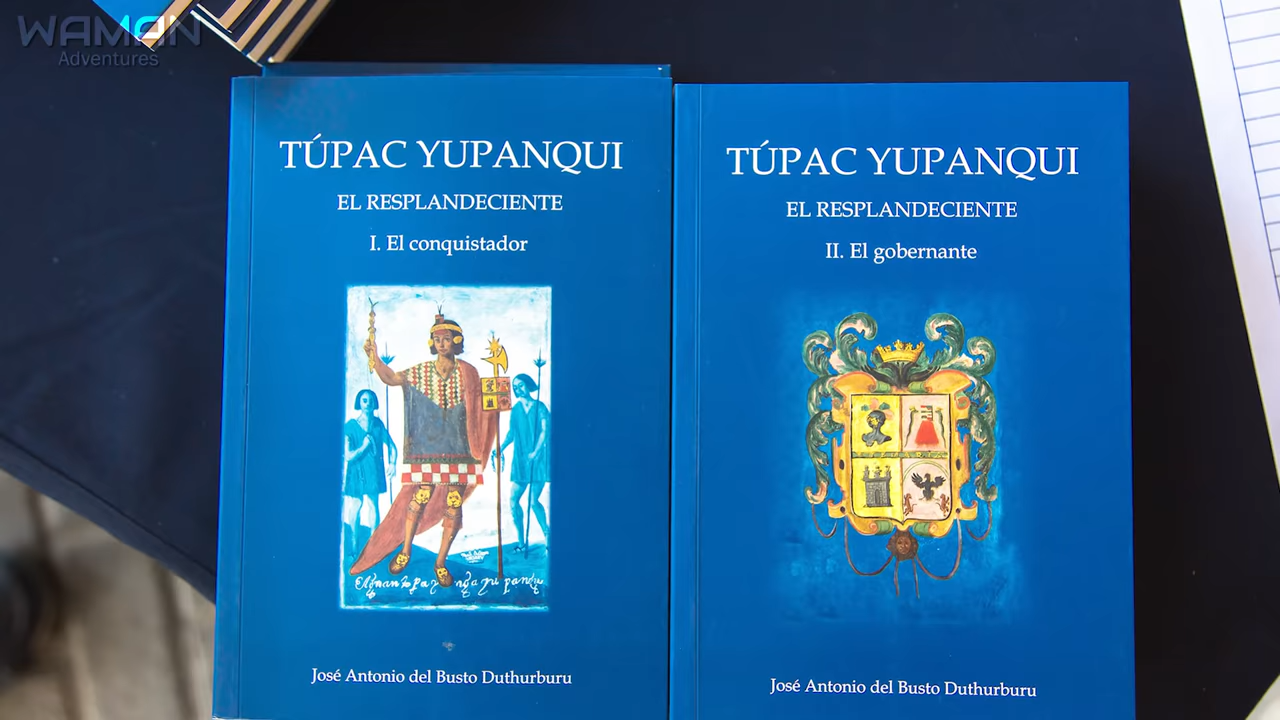 WAMAN
Adventures
TÚPAC YUPANQUI
EL RESPLANDECIENTE
I. El conquistador
José Antonio del Busto Duthurburu
TÚPAC YUPANQUI
EL RESPLANDECIENTE
II. El gobernante
José Antonio del Busto Duthurburu